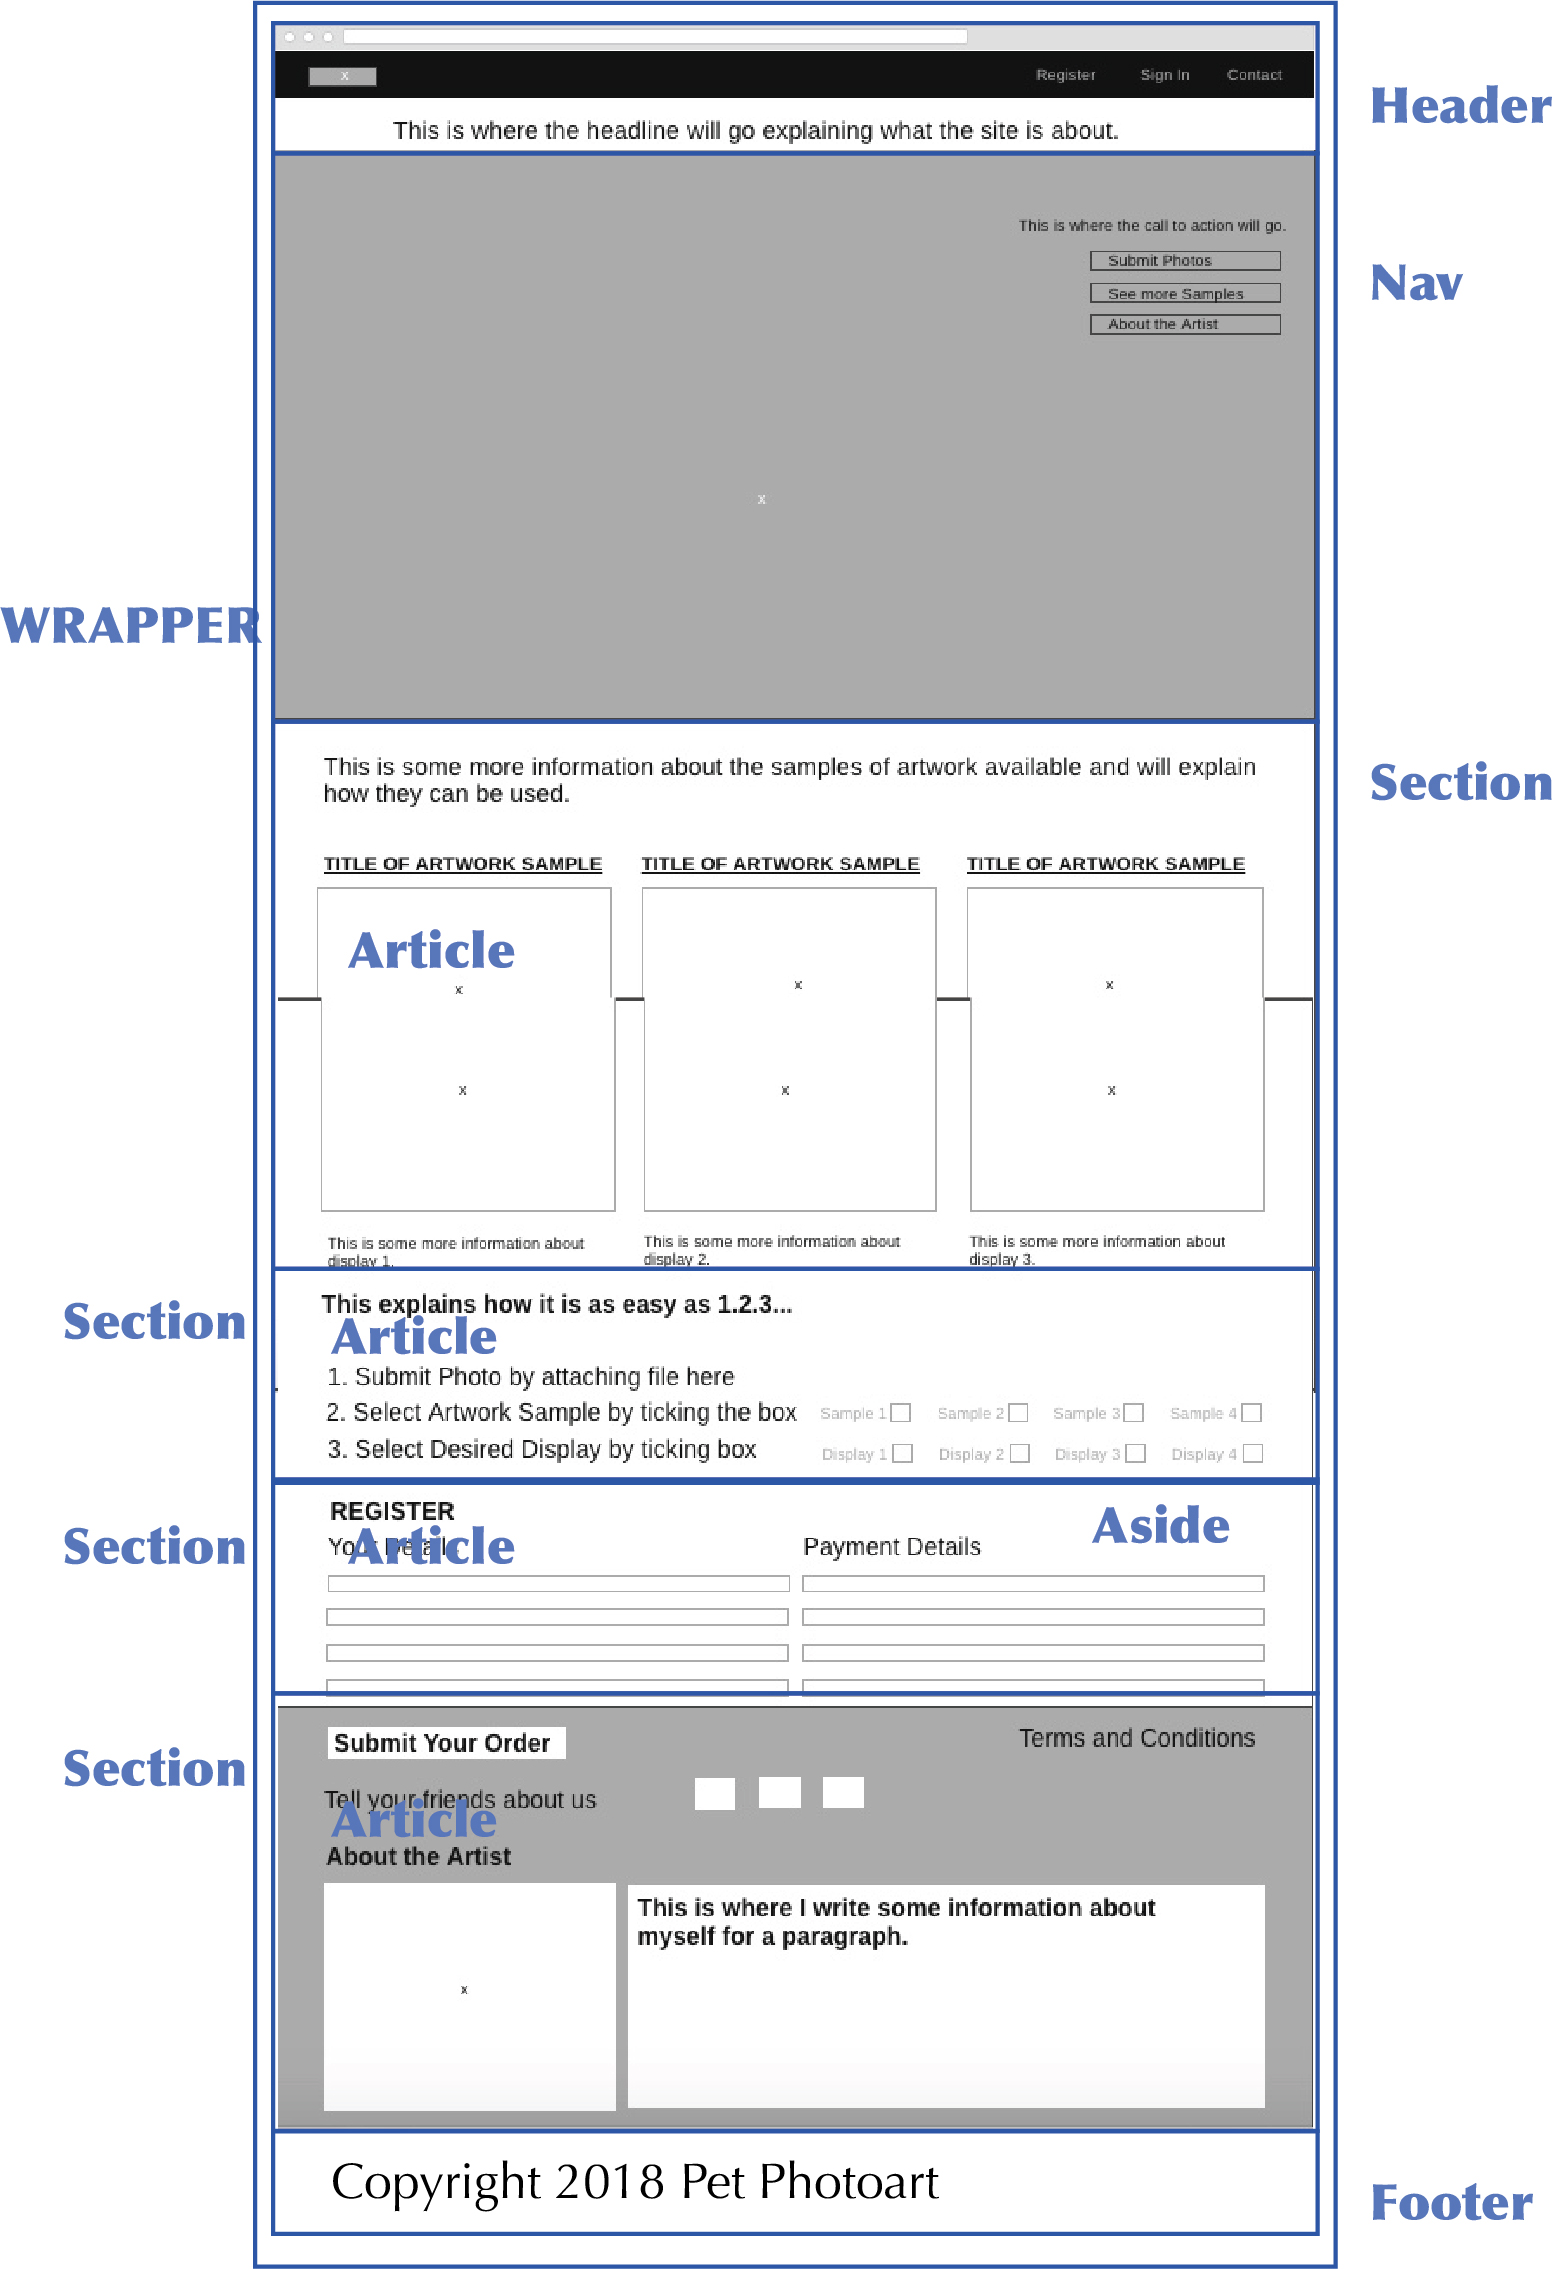 x
Register Sign In Contact
Header
This is where the headline will go explaining what the site is about.
This is where the call to action will go.
Submit Photos
Nav
See more Samples
About the Artist
x
WRAPPER
This is some more information about the samples of artwork available and will explain
how they can be used.
Section
TITLE OF ARTWORK SAMPLE TITLE OF ARTWORK SAMPLE TITLE OF ARTWORK SAMPLE
Article
x x x
x x x
This is some more information about
display 1.
This is some more information about
display 2.
This is some more information about
display 3.
Section
This explains how it is as easy as 1.2.3...
Article
1. Submit Photo by attaching file here
2. Select Artwork Sample by ticking the box Sample 1 Sample 2 Sample 3 Sample 4
3. Select Desired Display by ticking box Display 1 Display 2 Display 3 Display 4
REGISTER
Section
Your Details
Article
Payment Details
Aside
Section
Submit Your Order
Terms and Conditions
Tell your friends about us
Article
About the Artist
This is where I write some information about
myself for a paragraph.
x
Copyright 2018 Pet Photoart
Footer